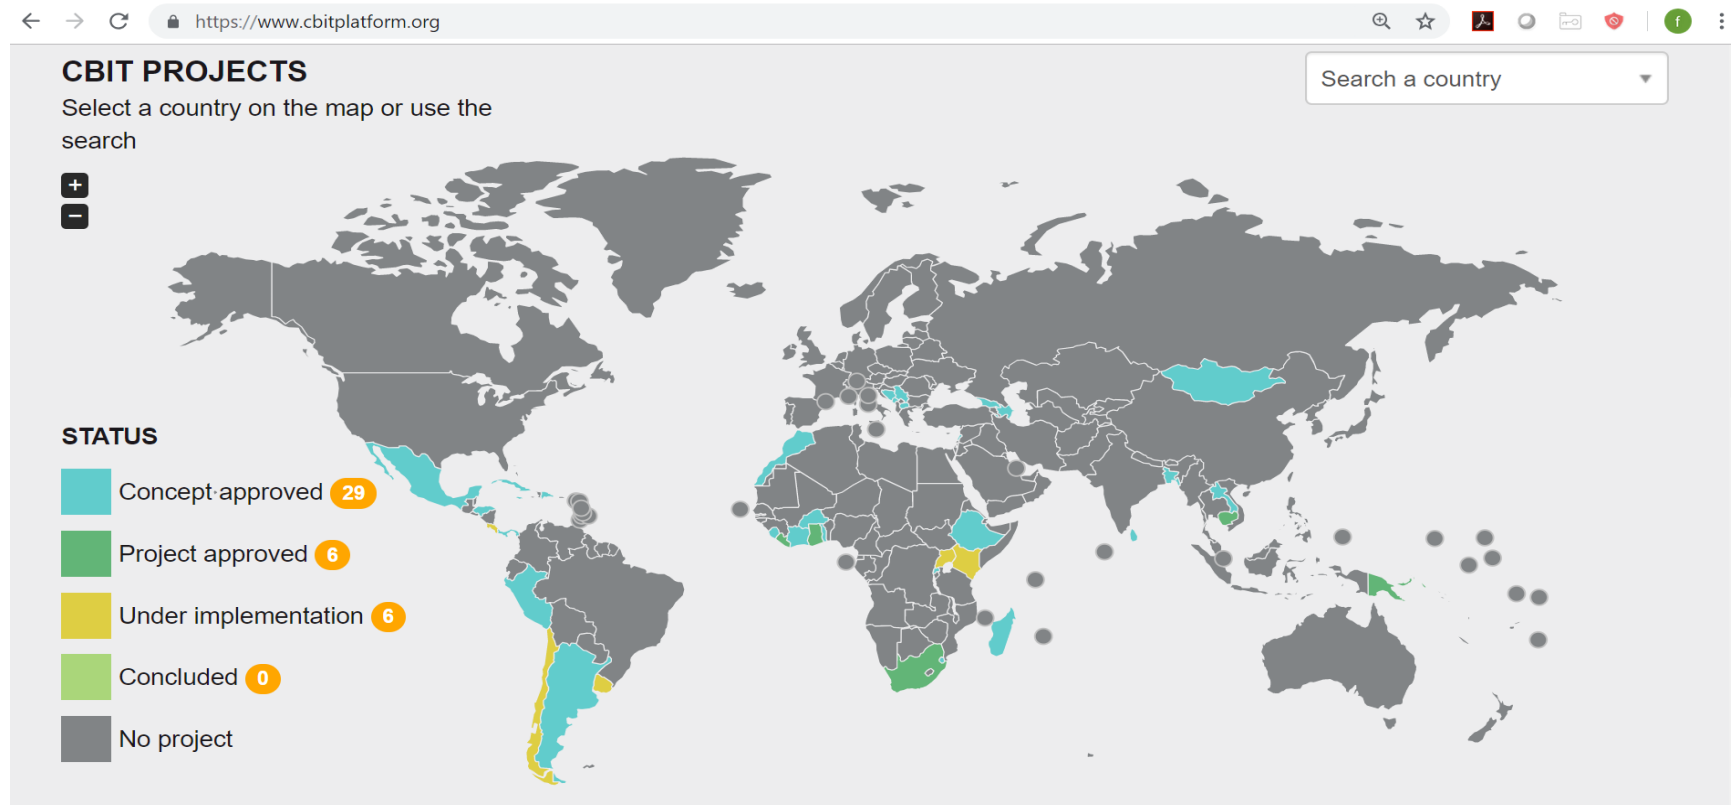 https://www.cbitplatform.org
f
CBIT PROJECTS
Select a country on the map or use the
search
Search a country
+
−
STATUS
Concept·approved 29
Project approved 6
Under implementation 6
Concluded 0
No project